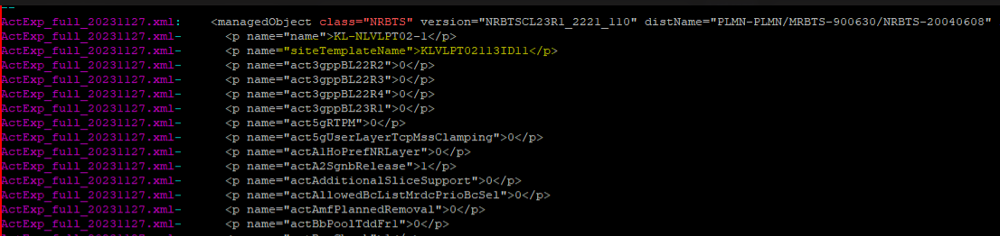 --
ActExp_full_20231127.xml:    <managedObject class="NRBTS" version="NRBTSCL23R1_2221_110" distName="PLMN-PLMN/MRBTS-900630/NRBTS-20040608"
ActExp_full_20231127.xml-      <p name="name">KL-NLVLPT02-1</p>
ActExp_full_20231127.xml-      <p name="siteTemplateName">KLVLPT02113ID11</p>
ActExp_full_20231127.xml-      <p name="act3gppBL22R2">0</p>
ActExp_full_20231127.xml-      <p name="act3gppBL22R3">0</p>
ActExp_full_20231127.xml-      <p name="act3gppBL22R4">0</p>
ActExp_full_20231127.xml-      <p name="act3gppBL23R1">0</p>
ActExp_full_20231127.xml-      <p name="act5gRTPM">0</p>
ActExp_full_20231127.xml-      <p name="act5gUserLayerTcpMssClamping">0</p>
ActExp_full_20231127.xml-      <p name="actA1HoPrefNRLayer">0</p>
ActExp_full_20231127.xml-      <p name="actA2SgnbRelease">1</p>
ActExp_full_20231127.xml-      <p name="actAdditionalSliceSupport">0</p>
ActExp_full_20231127.xml-      <p name="actAllowedBcListMrdcPrioBcSel">0</p>
ActExp_full_20231127.xml-      <p name="actAmfPlannedRemoval">0</p>
ActExp_full_20231127.xml-      <p name="actBbPoolTddFr1">0</p>